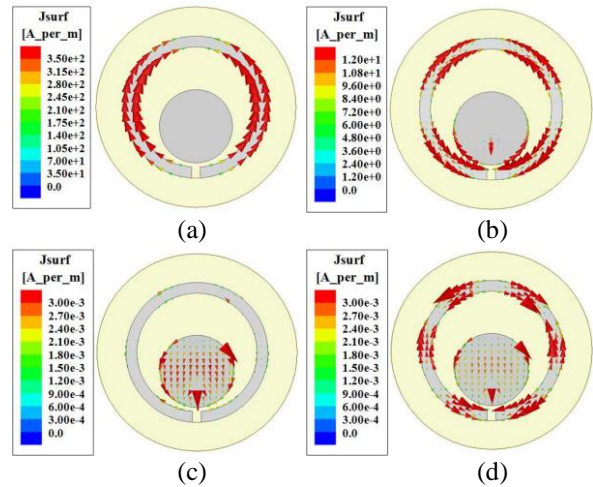 Jsurf
[A_per_m]
3.50e+2
3.15e+2
2.80e+2
2.45e+2
2.10e+2
1.75e+2
1.40e+2
1.05e+2
7.00e+1
3.50e+1
0.0
(a)
Jsurf
[A_per_m]
1.20e+1
1.08e+1
9.60e+0
8.40e+0
7.20e+0
6.00e+0
4.80e+0
3.60e+0
2.40e+0
1.20e+0
0.0
(b)
Jsurf
[A_per_m]
3.00e-3
2.70e-3
2.40e-3
2.10e-3
1.80e-3
1.50e-3
1.20e-3
9.00e-4
6.00e-4
3.00e-4
0.0
(c)
Jsurf
[A_per_m]
3.00e-3
2.70e-3
2.40e-3
2.10e-3
1.80e-3
1.50e-3
1.20e-3
9.00e-4
6.00e-4
3.00e-4
0.0
(d)